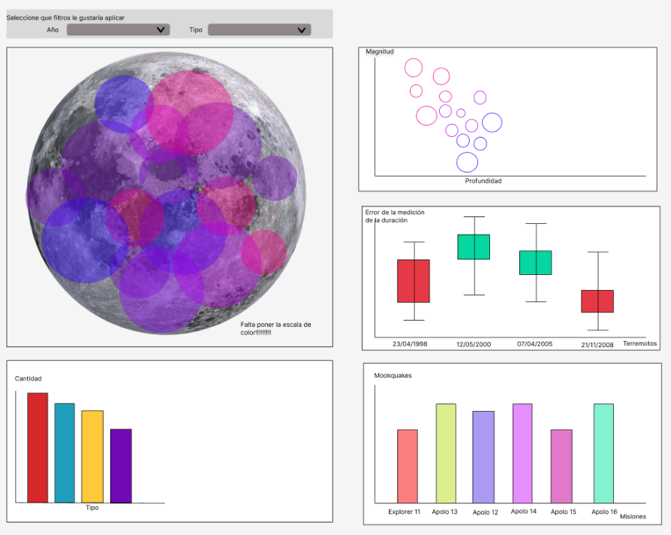 Seleccione que filtros le gustaría aplicar
Año
Tipo
Falta poner la escala de
color!!!!!!!!!!
Magnitud
Profundidad
Error de la medición
de la duración
23/04/1998
12/05/2000
07/04/2005
21/11/2008
Terremotos
Cantidad
Tipo
Mookquakes
Explorer 11
Apolo 13
Apolo 12
Apolo 14
Apolo 15
Apolo 16
Misiones